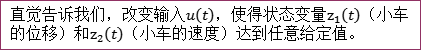 直觉告诉我们，改变输入u(t)，使得状态变量z₁(t)（小车
的位移）和z₂(t)（小车的速度）达到任意给定值。